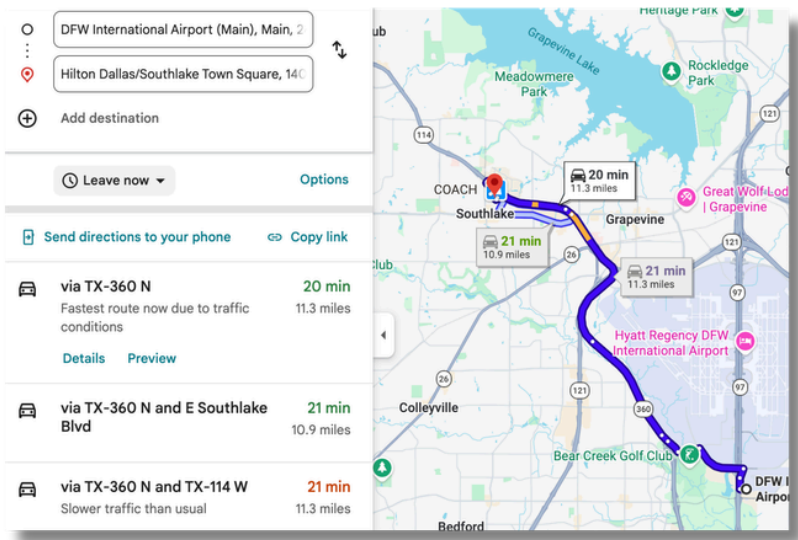 DFW International Airport (Main), Main, 2
Hilton Dallas/Southlake Town Square, 140
Add destination
Leave now
Options
Send directions to your phone
Copy link
via TX-360 N
20 min
Fastest route now due to traffic
11.3 miles
conditions
Details
Preview
via TX-360 N and E Southlake
21 min
Blvd
10.9 miles
via TX-360 N and TX-114 W
21 min
Slower traffic than usual
11.3 miles
Heritage Park
ub
Grapevine Lake
Rockledge
Park
Meadowmere
Park
121
114
20 min
11.3 miles
COACH
Great Wolf Lod
| Grapevine
Southlake
Grapevine
21 min
10.9 miles
121
26
Club
21 min
11.3 miles
97
Hyatt Regency DFW
International Airport
26
121
97
Colleyville
360
Bear Creek Golf Club
DFW I
Airpo
Bedford